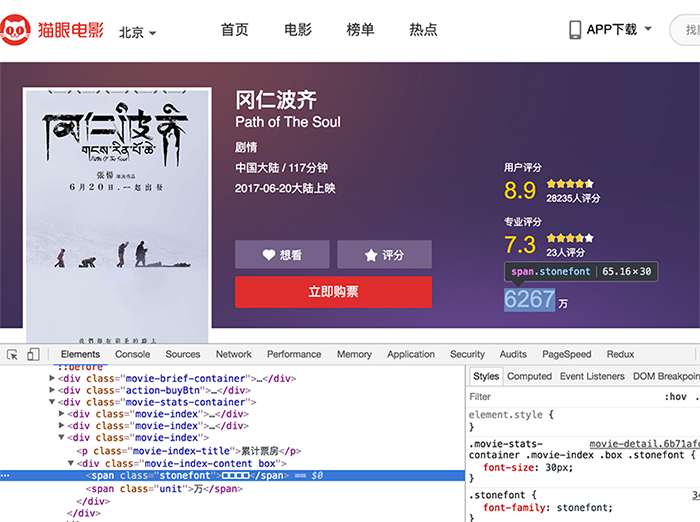 猫眼电影 北京 首页 电影 榜单 热点 APP下载
冈仁波齐
གངས་རིན་པོ་ཆེ་
Path of The Soul
张杨 导演作品
6月20日,一起出发
冈仁波齐
Path of The Soul
剧情
中国大陆 / 117分钟
2017-06-20大陆上映
想看 评分
立即购票
用户评分
8.9 28235人评分
专业评分
7.3 23人评分
span.stonefont | 65.16 × 30
6267 万
Elements Console Sources Network Performance Memory Application Security Audits PageSpeed Redux
::before
▶<div class="movie-brief-container">…</div>
▶<div class="action-buyBtn">…</div>
▼<div class="movie-stats-container">
▶<div class="movie-index">…</div>
▶<div class="movie-index">…</div>
▼<div class="movie-index">
<p class="movie-index-title">累计票房</p>
▼<div class="movie-index-content box">
… <span class="stonefont">□□□□</span> == $0
<span class="unit">万</span>
</div>
</div>
Styles Computed Event Listeners DOM Breakpoin
Filter :hov
element.style {
}
.movie-stats- movie-detail.6b71af
container .movie-index .box .stonefont {
font-size: 30px;
}
.stonefont {
font-family: stonefont;